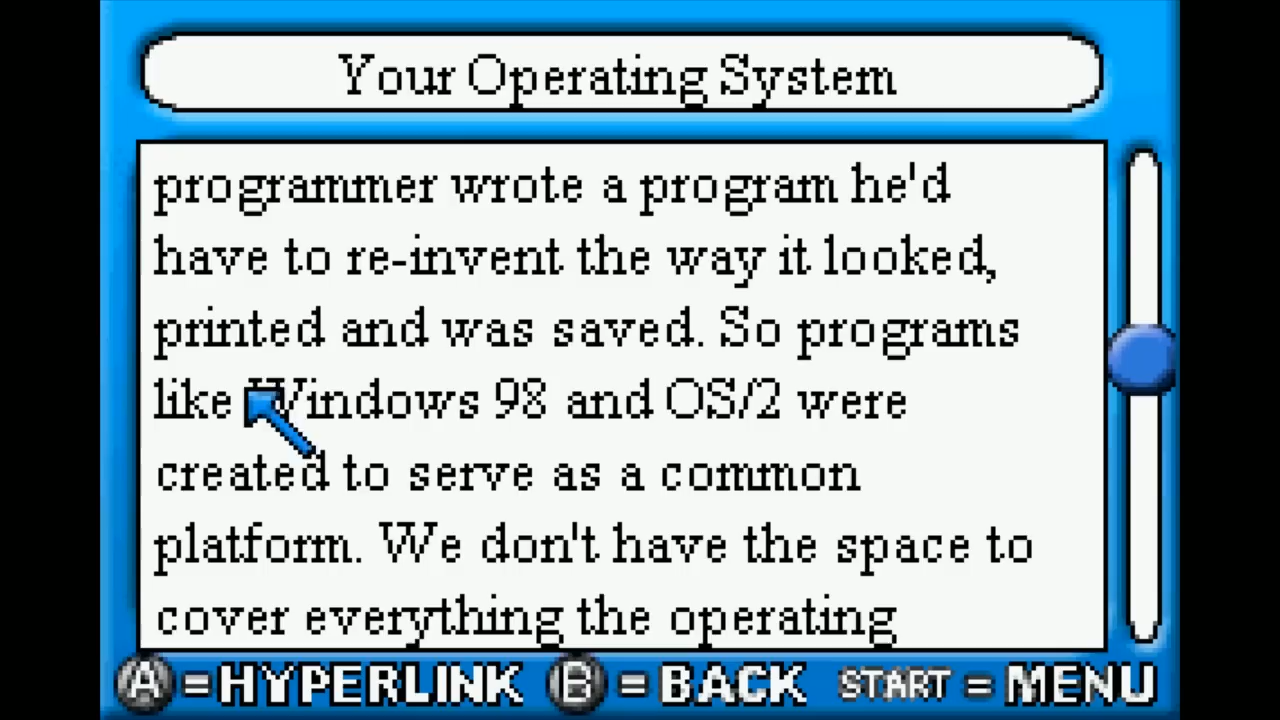 Your Operating System
programmer wrote a program he'd
have to re-invent the way it looked,
printed and was saved. So programs
like Windows 98 and OS/2 were
created to serve as a common
platform. We don't have the space to
cover everything the operating
A =HYPERLINK B =BACK START =MENU